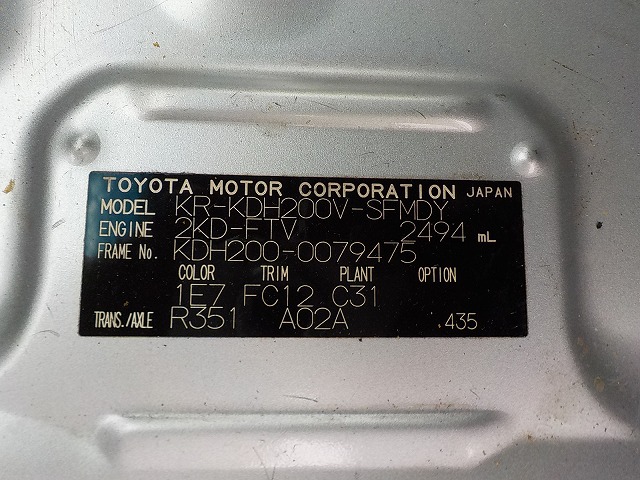 TOYOTA MOTOR CORPORATION JAPAN
MODEL KR-KDH200V-SFMDY
ENGINE 2KD-FTV 2494 mL
FRAME No. KDH200-0079475
COLOR TRIM PLANT OPTION
1E7 FC12 C31
TRANS./AXLE R351 A02A .435